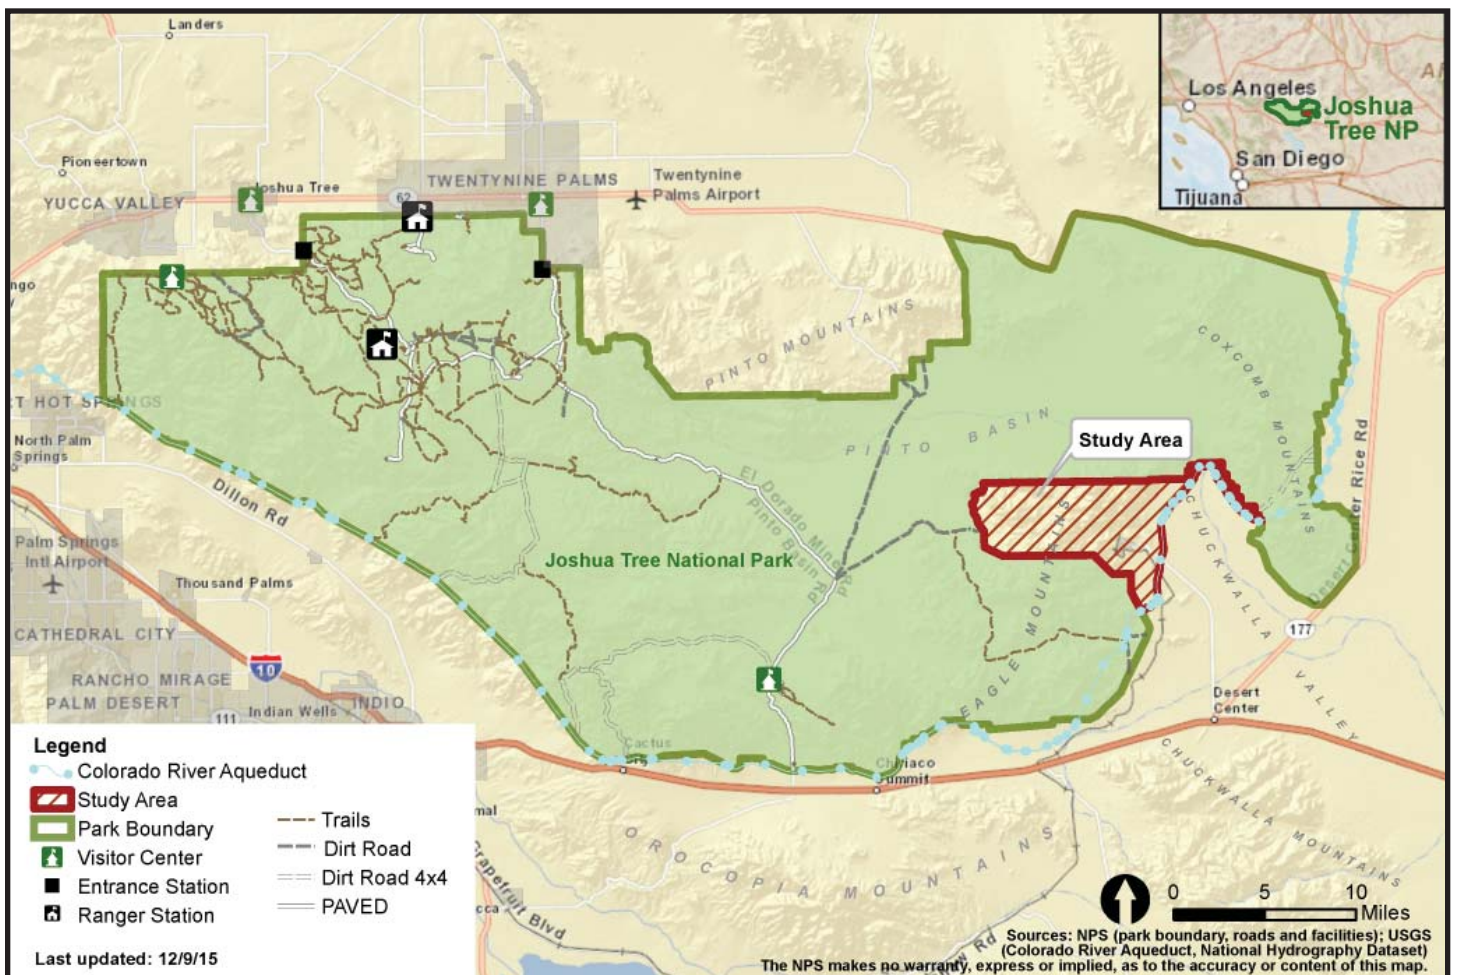 Landers
Los Angeles
Joshua
Tree NP
San Diego
Tijuana
Pioneertown
Joshua Tree
YUCCA VALLEY
62
TWENTYNINE PALMS
Twentynine
Palms Airport
PINTO MOUNTAINS
COXCOMB MOUNTAINS
PINTO BASIN
Study Area
HOT SPRINGS
North Palm
Springs
Dillon Rd
El Dorado Mine Rd
Pinto Basin Rd
Desert Center Rice Rd
Palm Springs
Intl Airport
Joshua Tree National Park
Thousand Palms
CATHEDRAL CITY
EAGLE MOUNTAINS
CHUCKWALLA VALLEY
177
10
RANCHO MIRAGE
PALM DESERT
111
Indian Wells
INDIO
Desert
Center
Cactus
Chiriaco
Summit
CHUCKWALLA MOUNTAINS
OROCOPIA MOUNTAINS
Grapefruit Blvd
Legend
Colorado River Aqueduct
Study Area
Park Boundary
Visitor Center
Entrance Station
Ranger Station
Trails
Dirt Road
Dirt Road 4x4
PAVED
Last updated: 12/9/15
0 5 10
Miles
Sources: NPS (park boundary, roads and facilities); USGS
(Colorado River Aqueduct, National Hydrography Dataset)
The NPS makes no warranty, express or implied, as to the accuracy or content of this map.